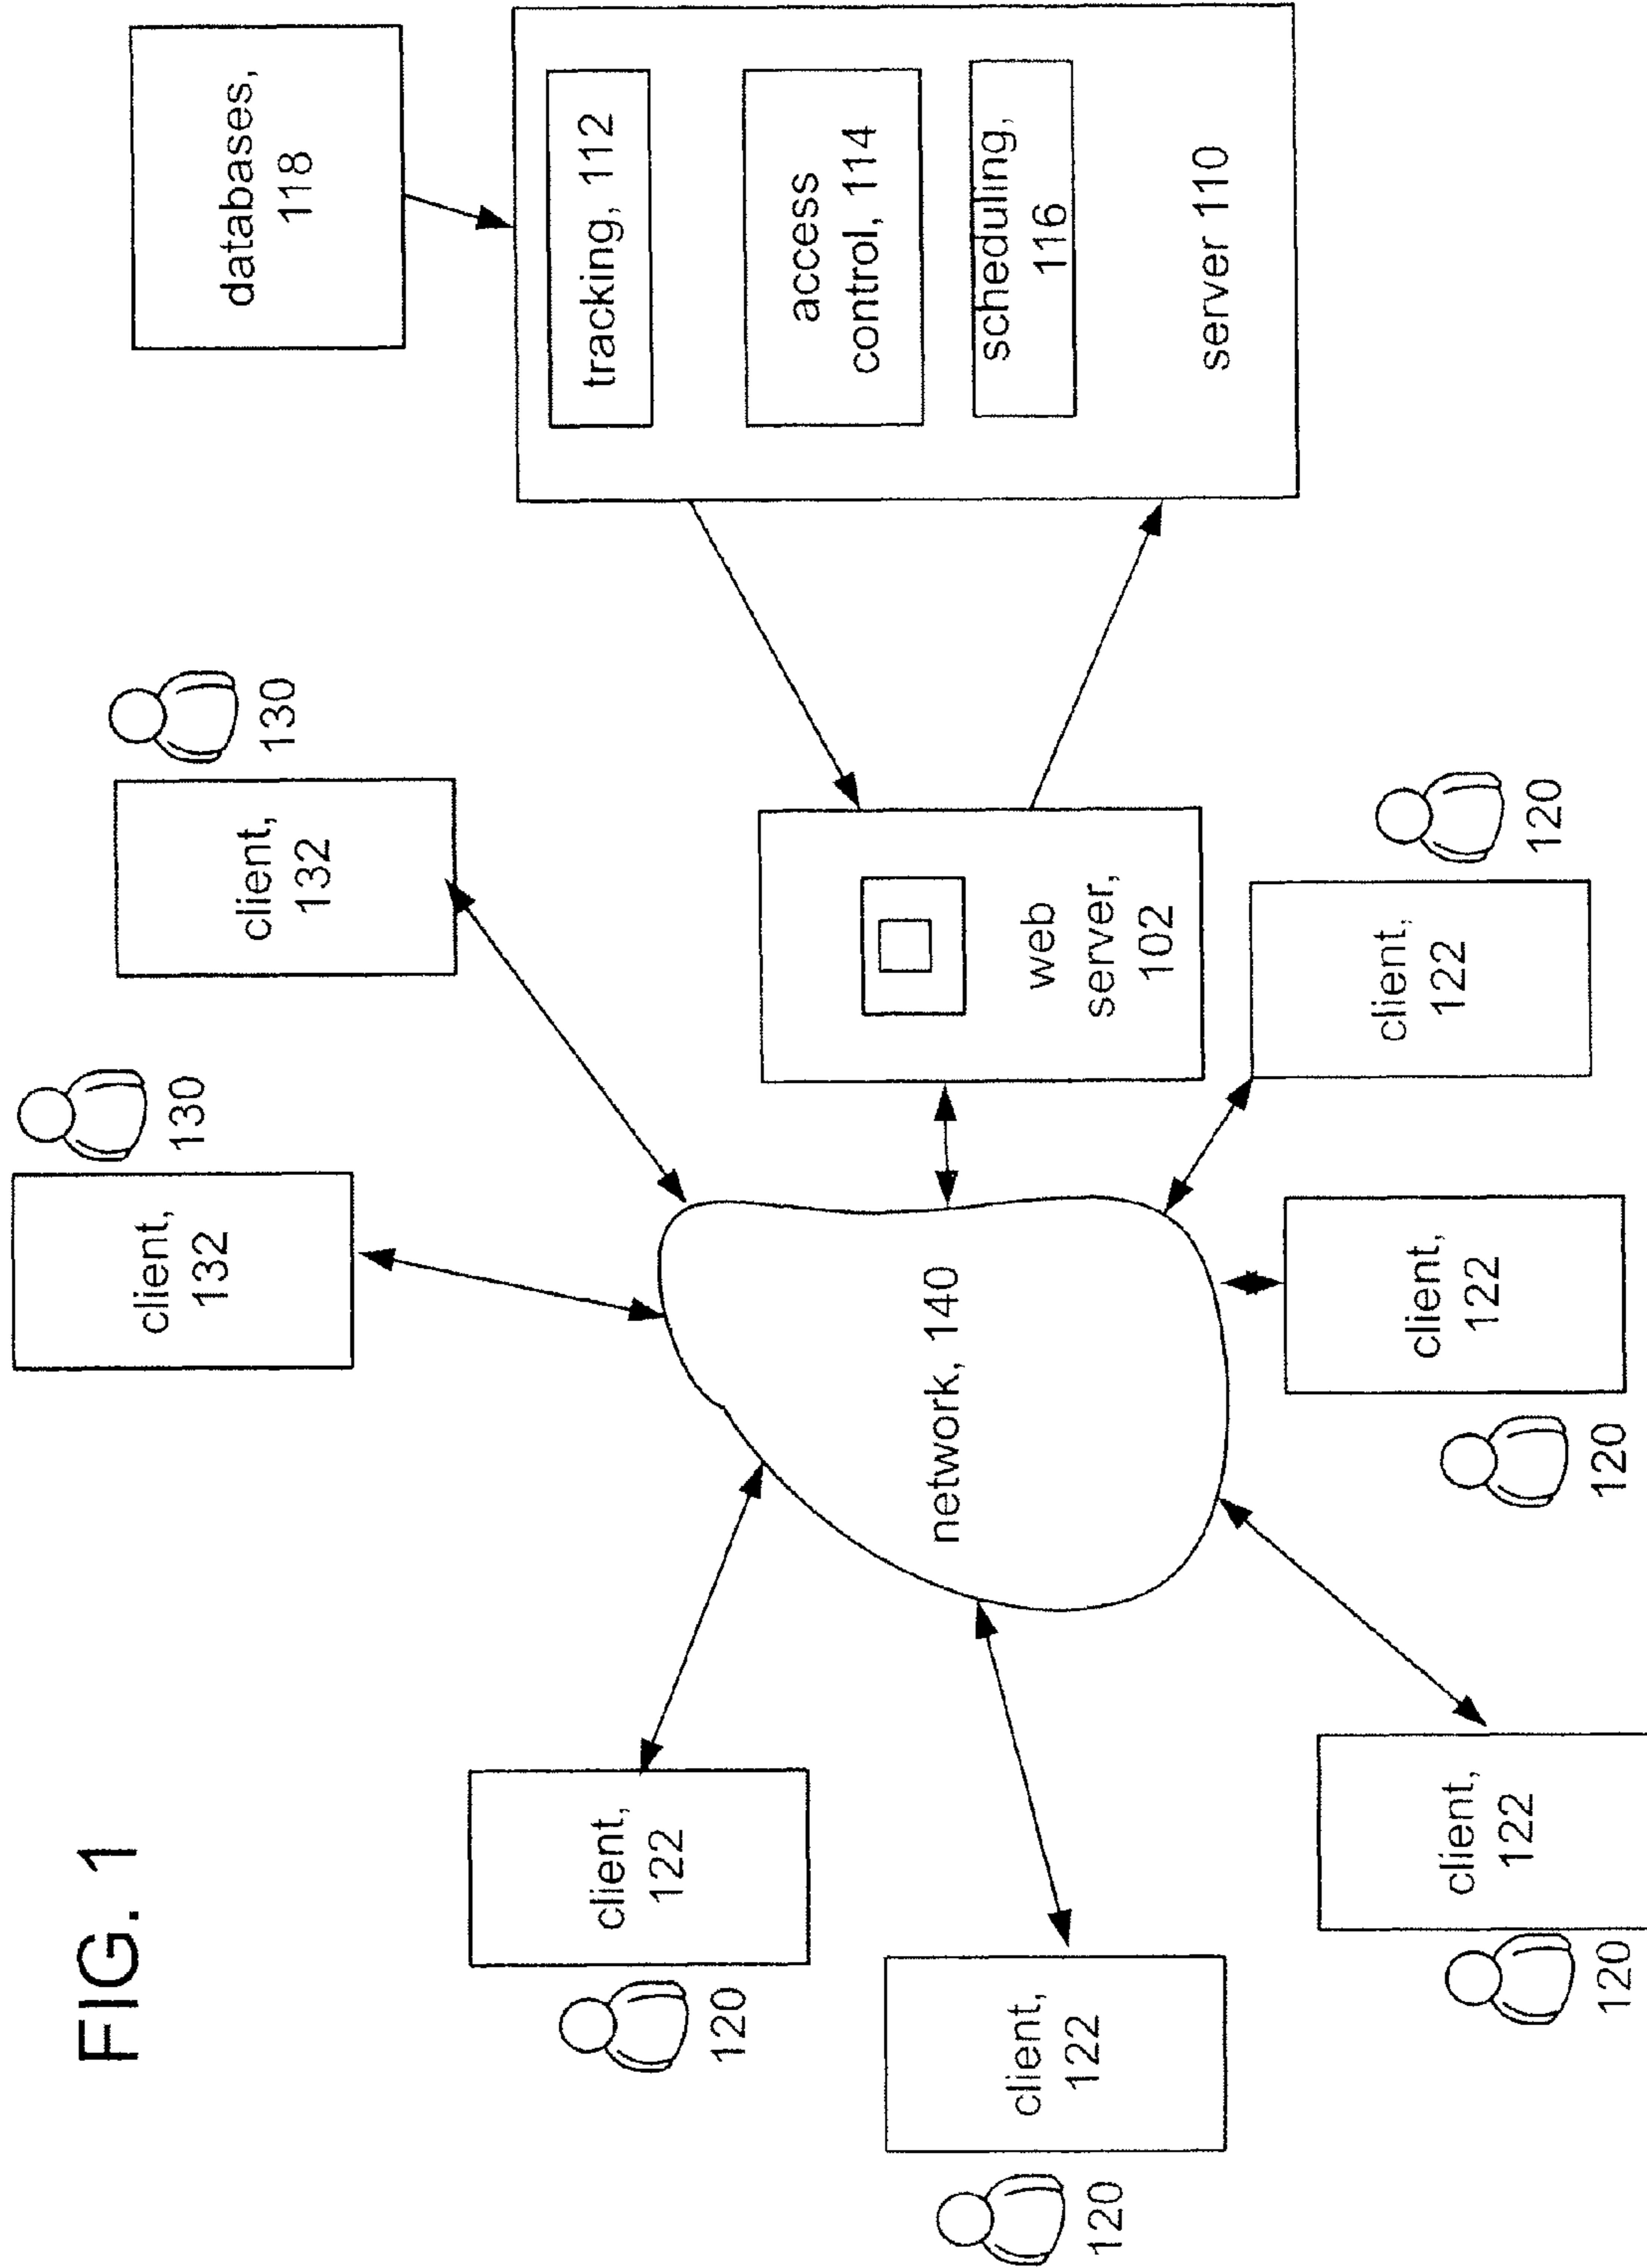 FIG. 1
databases,
118
tracking, 112
access
control, 114
scheduling,
116
server 110
130
client,
132
130
client,
132
web
server,
102
120
client,
122
network, 140
client,
122
120
client,
122
120
client,
122
120
client,
122
120